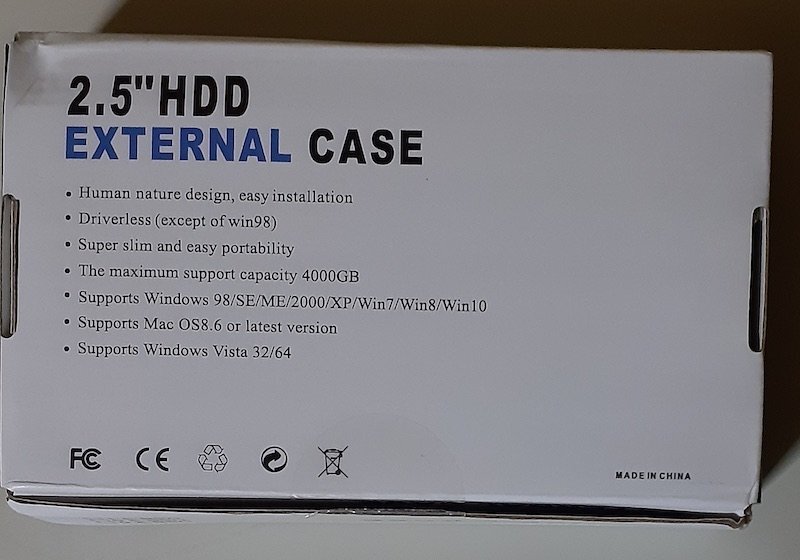 2.5"HDD
EXTERNAL CASE
• Human nature design, easy installation
• Driverless (except of win98)
• Super slim and easy portability
• The maximum support capacity 4000GB
• Supports Windows 98/SE/ME/2000/XP/Win7/Win8/Win10
• Supports Mac OS8.6 or latest version
• Supports Windows Vista 32/64
FC CE
MADE IN CHINA